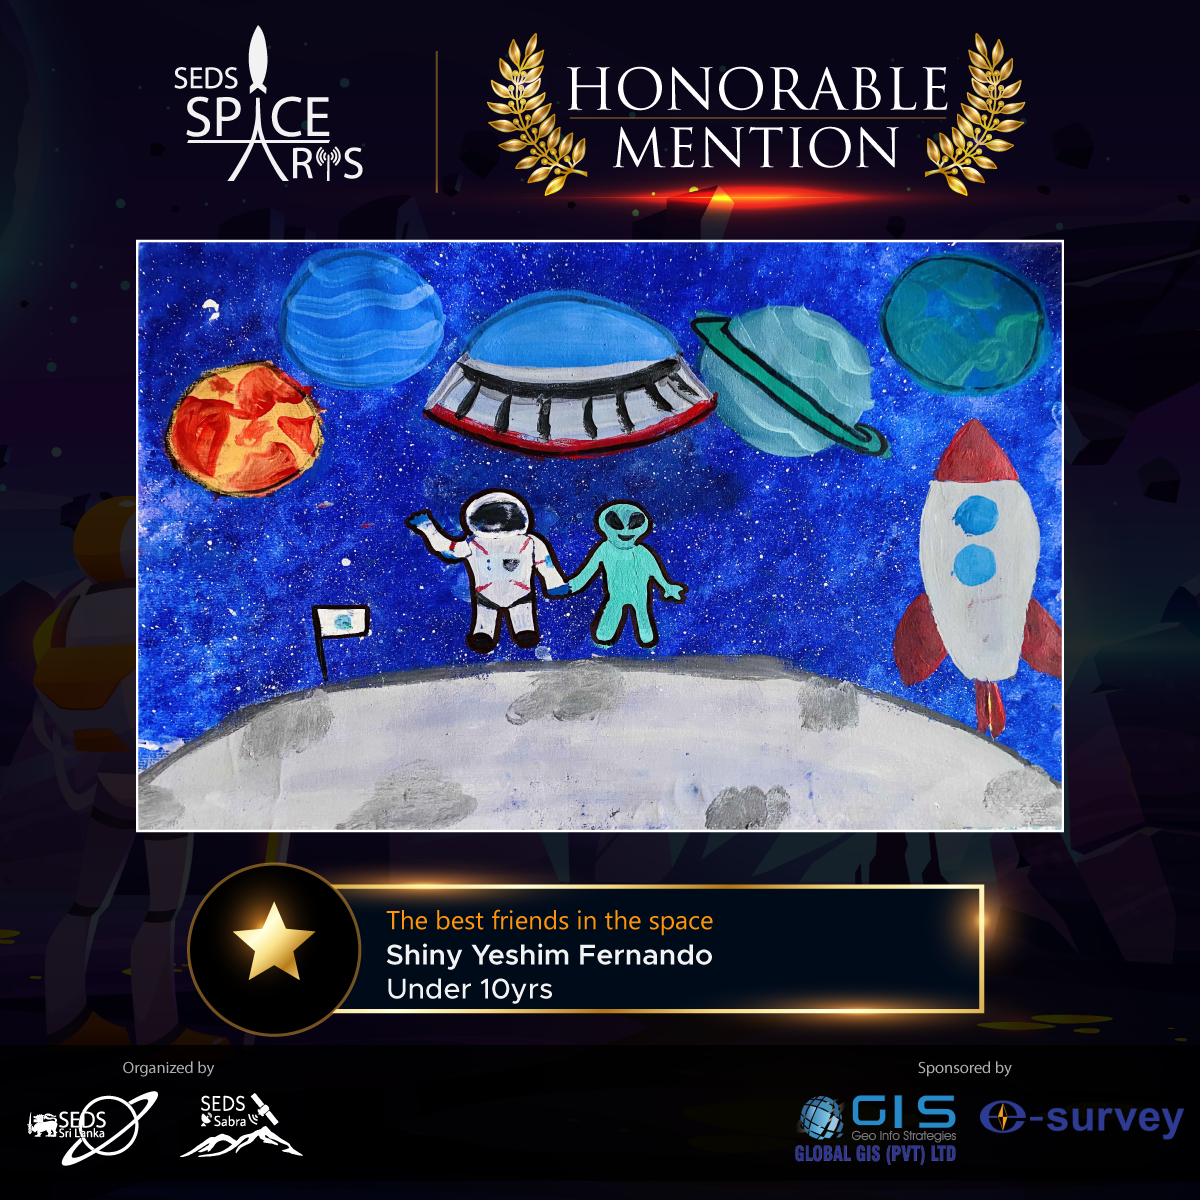 SEDS
SPACE
ARTS
HONORABLE
MENTION
The best friends in the space
Shiny Yeshim Fernando
Under 10yrs
Organized by
Sponsored by
SEDS
Sri Lanka
SEDS
Sabra
GIS
Geo Info Strategies
GLOBAL GIS (PVT) LTD
e-survey